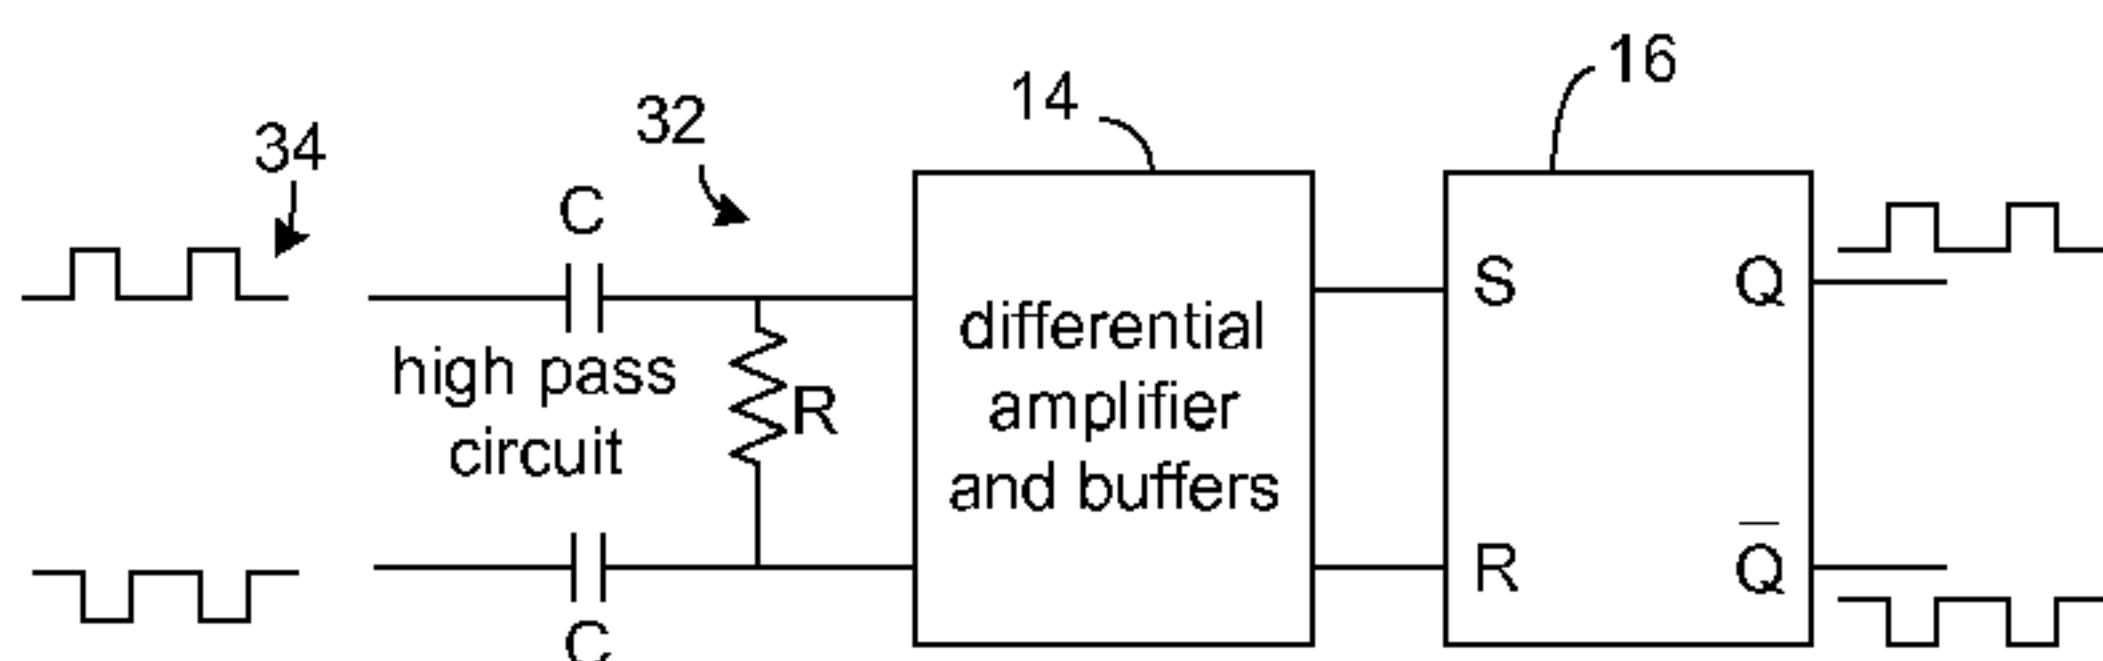 16
14
32
34
C
S
Q
differential
amplifier
and buffers
high pass
circuit
R
R
Q̅
C